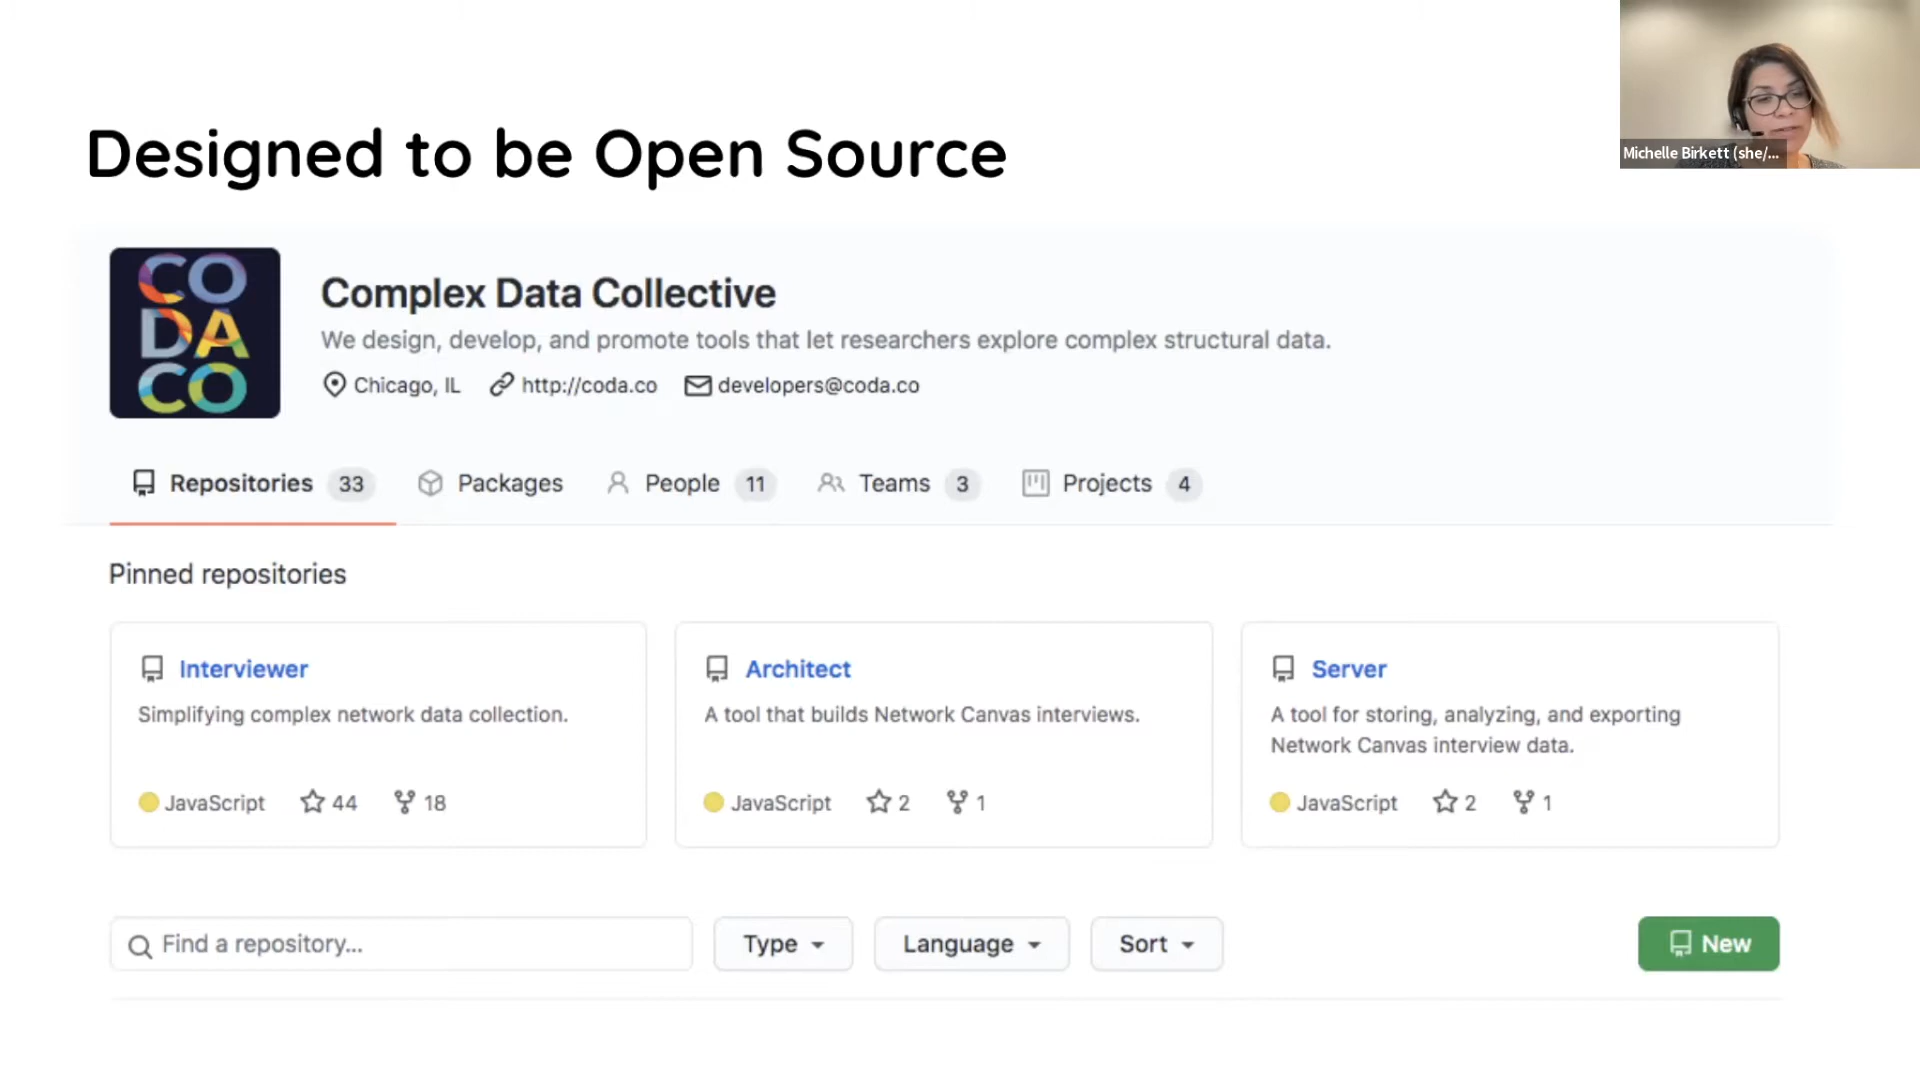 Michelle Birkett (she/...
Designed to be Open Source
CO
DA
CO
Complex Data Collective
We design, develop, and promote tools that let researchers explore complex structural data.
Chicago, IL http://coda.co developers@coda.co
Repositories 33 Packages People 11 Teams 3 Projects 4
Pinned repositories
Interviewer
Simplifying complex network data collection.
JavaScript 44 18
Architect
A tool that builds Network Canvas interviews.
JavaScript 2 1
Server
A tool for storing, analyzing, and exporting
Network Canvas interview data.
JavaScript 2 1
Find a repository... Type Language Sort New